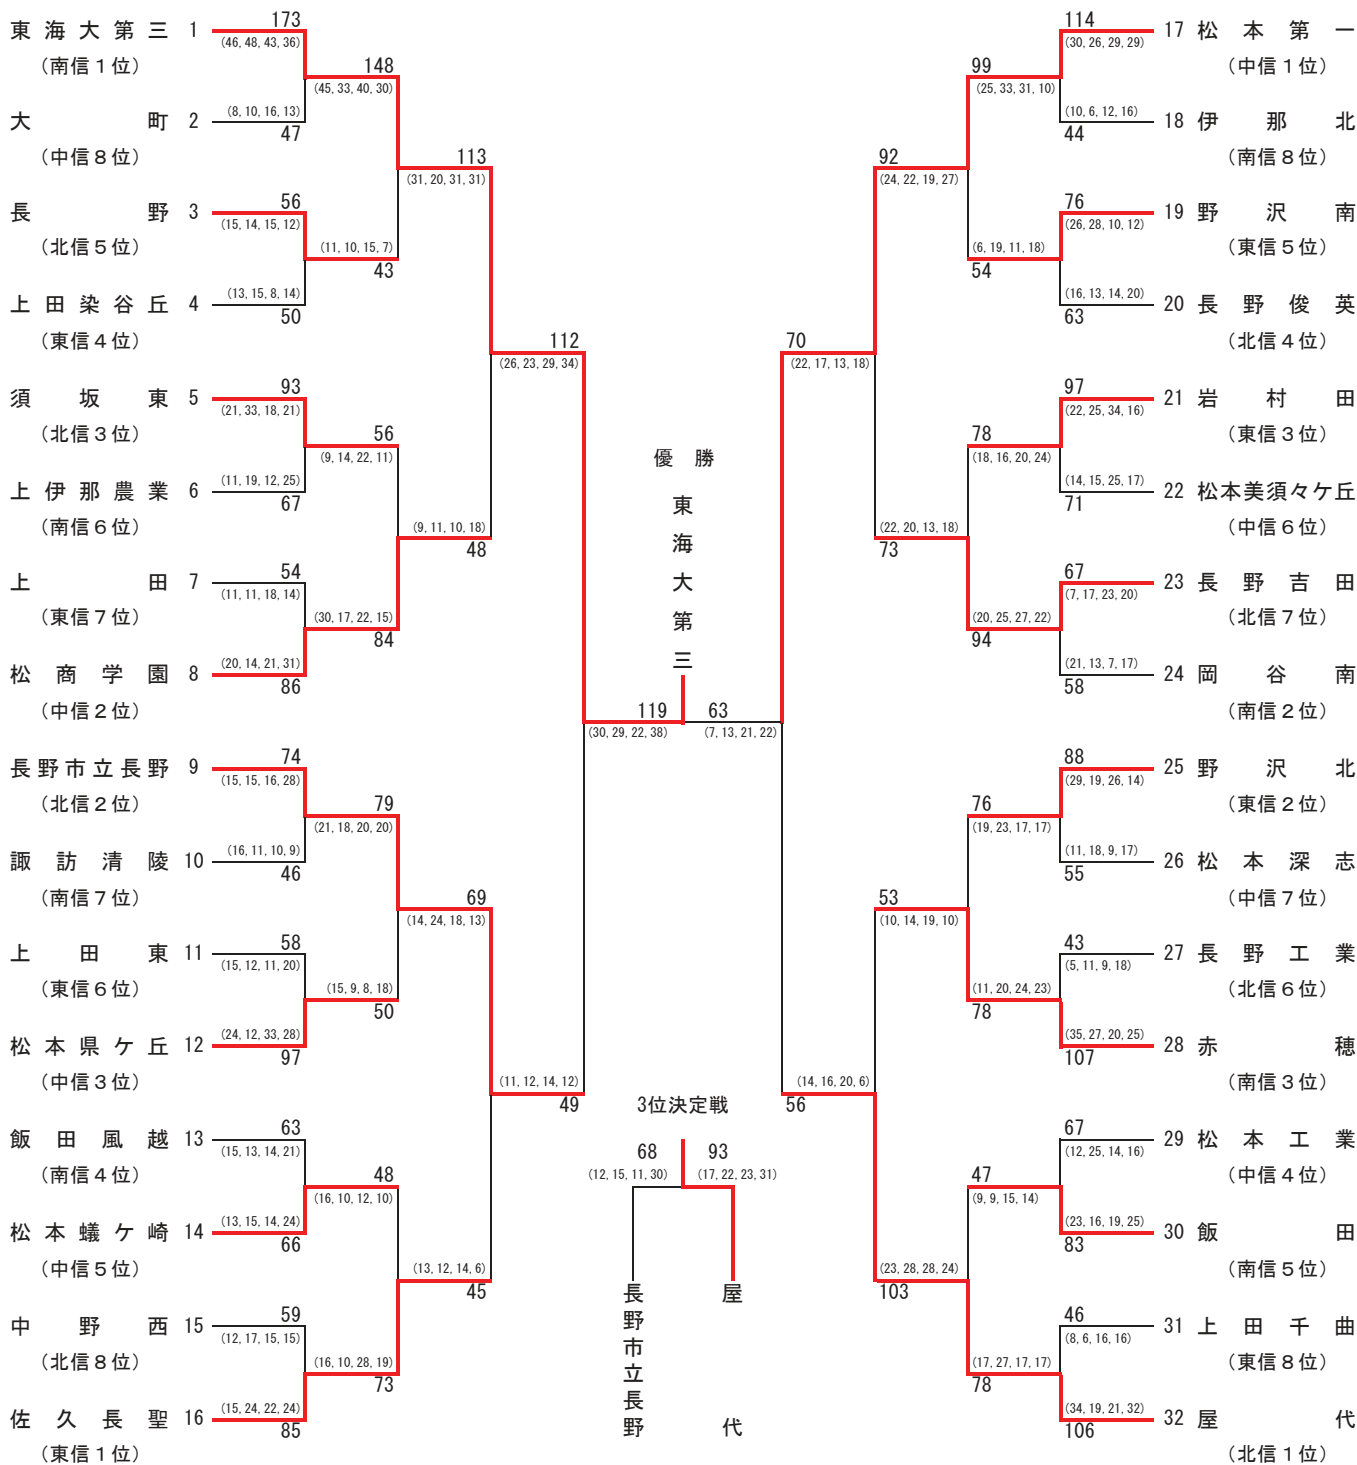 東海大第三 1
(南信1位)
173
(46, 48, 43, 36)
大町 2
(中信8位)
(8, 10, 16, 13)
47
148
(45, 33, 40, 30)
長野 3
(北信5位)
56
(15, 14, 15, 12)
上田染谷丘 4
(東信4位)
(13, 15, 8, 14)
50
(11, 10, 15, 7)
43
113
(31, 20, 31, 31)
須坂東 5
(北信3位)
93
(21, 33, 18, 21)
上伊那農業 6
(南信6位)
(11, 19, 12, 25)
67
56
(9, 14, 22, 11)
上田 7
(東信7位)
54
(11, 11, 18, 14)
松商学園 8
(中信2位)
(20, 14, 21, 31)
86
(30, 17, 22, 15)
84
(9, 11, 10, 18)
48
112
(26, 23, 29, 34)
長野市立長野 9
(北信2位)
74
(15, 15, 16, 28)
諏訪清陵 10
(南信7位)
(16, 11, 10, 9)
46
79
(21, 18, 20, 20)
上田東 11
(東信6位)
58
(15, 12, 11, 20)
松本県ケ丘 12
(中信3位)
(24, 12, 33, 28)
97
(15, 9, 8, 18)
50
69
(14, 24, 18, 13)
飯田風越 13
(南信4位)
63
(15, 13, 14, 21)
松本蟻ケ崎 14
(中信5位)
(13, 15, 14, 24)
66
48
(16, 10, 12, 10)
中野西 15
(北信8位)
59
(12, 17, 15, 15)
佐久長聖 16
(東信1位)
(15, 24, 22, 24)
85
(16, 10, 28, 19)
73
(13, 12, 14, 6)
45
(11, 12, 14, 12)
49
優勝
東海大第三
119
(30, 29, 22, 38)
63
(7, 13, 21, 22)
3位決定戦
68
(12, 15, 11, 30)
93
(17, 22, 23, 31)
長野市立長野
屋代
114
(30, 26, 29, 29)
17 松本第一
(中信1位)
(10, 6, 12, 16)
44
18 伊那北
(南信8位)
99
(25, 33, 31, 10)
76
(26, 28, 10, 12)
19 野沢南
(東信5位)
(16, 13, 14, 20)
63
20 長野俊英
(北信4位)
(6, 19, 11, 18)
54
92
(24, 22, 19, 27)
97
(22, 25, 34, 16)
21 岩村田
(東信3位)
(14, 15, 25, 17)
71
22 松本美須々ケ丘
(中信6位)
78
(18, 16, 20, 24)
67
(7, 17, 23, 20)
23 長野吉田
(北信7位)
(21, 13, 7, 17)
58
24 岡谷南
(南信2位)
(20, 25, 27, 22)
94
(22, 20, 13, 18)
73
70
(22, 17, 13, 18)
88
(29, 19, 26, 14)
25 野沢北
(東信2位)
(11, 18, 9, 17)
55
26 松本深志
(中信7位)
76
(19, 23, 17, 17)
43
(5, 11, 9, 18)
27 長野工業
(北信6位)
(35, 27, 20, 25)
107
28 赤穂
(南信3位)
(11, 20, 24, 23)
78
53
(10, 14, 19, 10)
67
(12, 25, 14, 16)
29 松本工業
(中信4位)
(23, 16, 19, 25)
83
30 飯田
(南信5位)
47
(9, 9, 15, 14)
46
(8, 6, 16, 16)
31 上田千曲
(東信8位)
(34, 19, 21, 32)
106
32 屋代
(北信1位)
(17, 27, 17, 17)
78
(23, 28, 28, 24)
103
(14, 16, 20, 6)
56